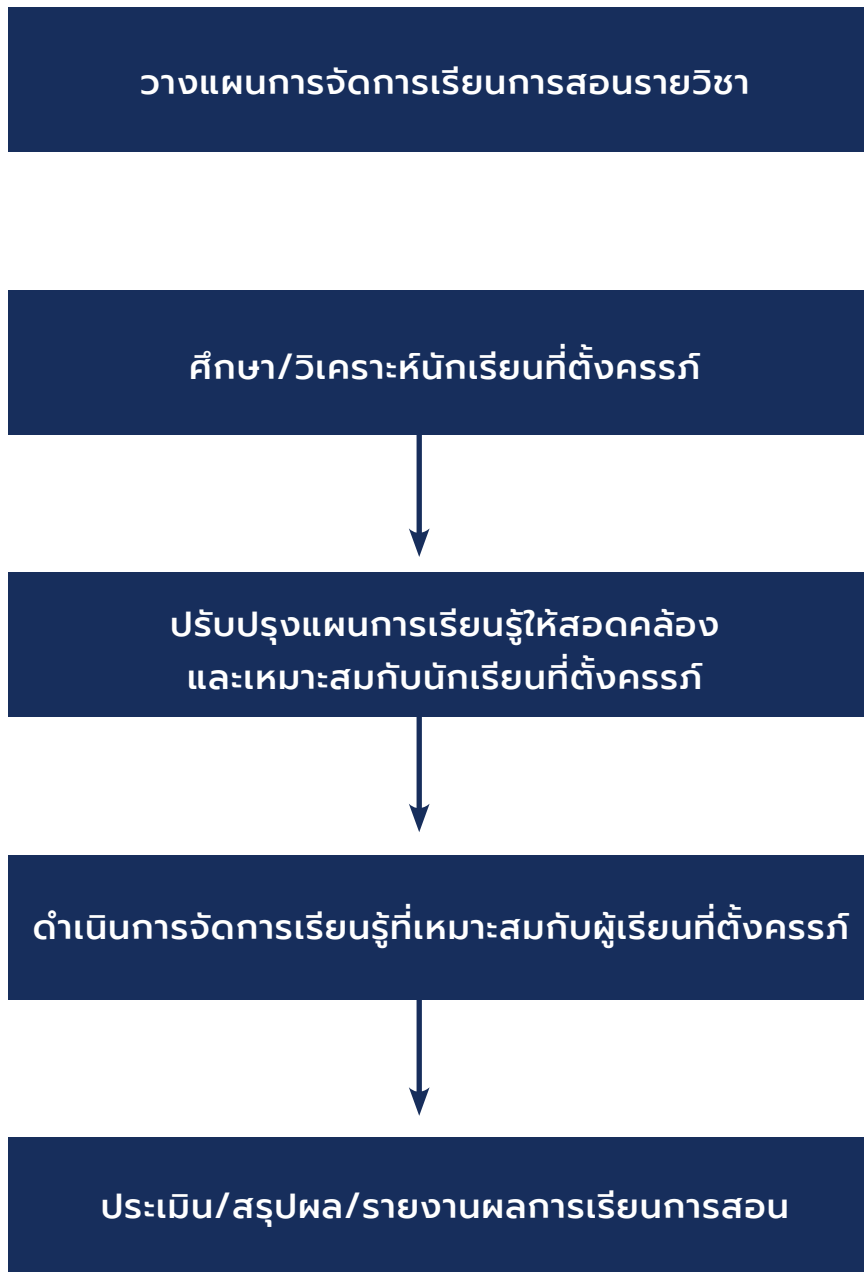 วางแผนการจัดการเรียนการสอนรายวิชา
ศึกษา/วิเคราะห์นักเรียนที่ตั้งครรภ์
ปรับปรุงแผนการเรียนรู้ให้สอดคล้อง
และเหมาะสมกับนักเรียนที่ตั้งครรภ์
ดำเนินการจัดการเรียนรู้ที่เหมาะสมกับผู้เรียนที่ตั้งครรภ์
ประเมิน/สรุปผล/รายงานผลการเรียนการสอน